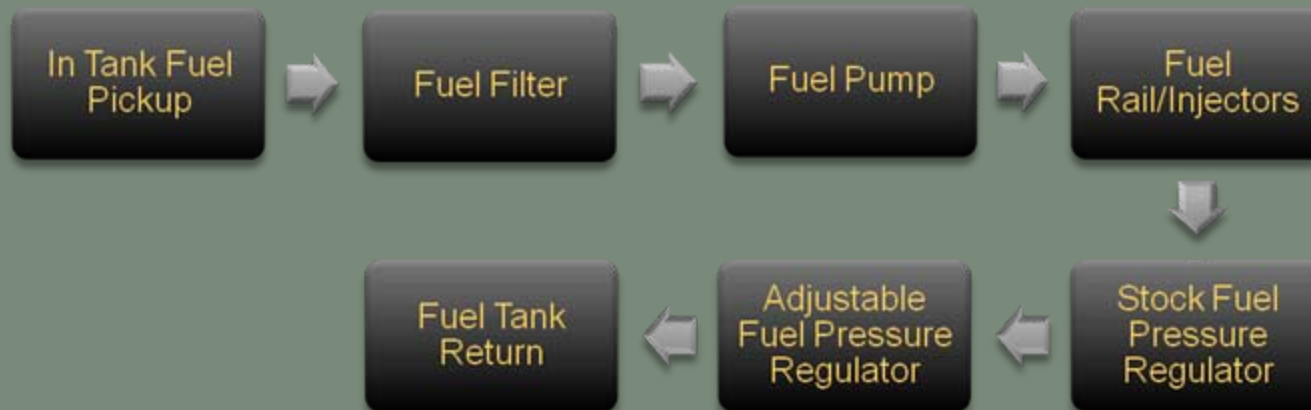 In Tank Fuel
Pickup
Fuel Filter
Fuel Pump
Fuel
Rail/Injectors
Stock Fuel
Pressure
Regulator
Adjustable
Fuel Pressure
Regulator
Fuel Tank
Return